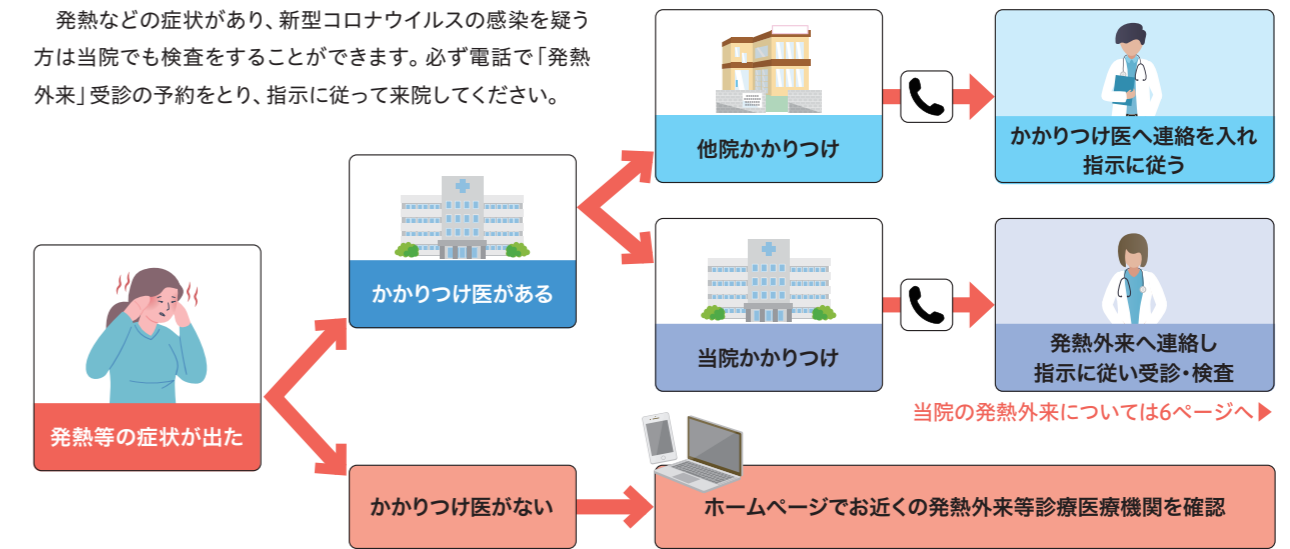 発熱などの症状があり、新型コロナウイルスの感染を疑う
方は当院でも検査をすることができます。必ず電話で「発熱
外来」受診の予約をとり、指示に従って来院してください。
発熱等の症状が出た
かかりつけ医がある
他院かかりつけ
かかりつけ医へ連絡を入れ
指示に従う
当院かかりつけ
発熱外来へ連絡し
指示に従い受診・検査
当院の発熱外来については6ページへ▶
かかりつけ医がない
ホームページでお近くの発熱外来等診療医療機関を確認